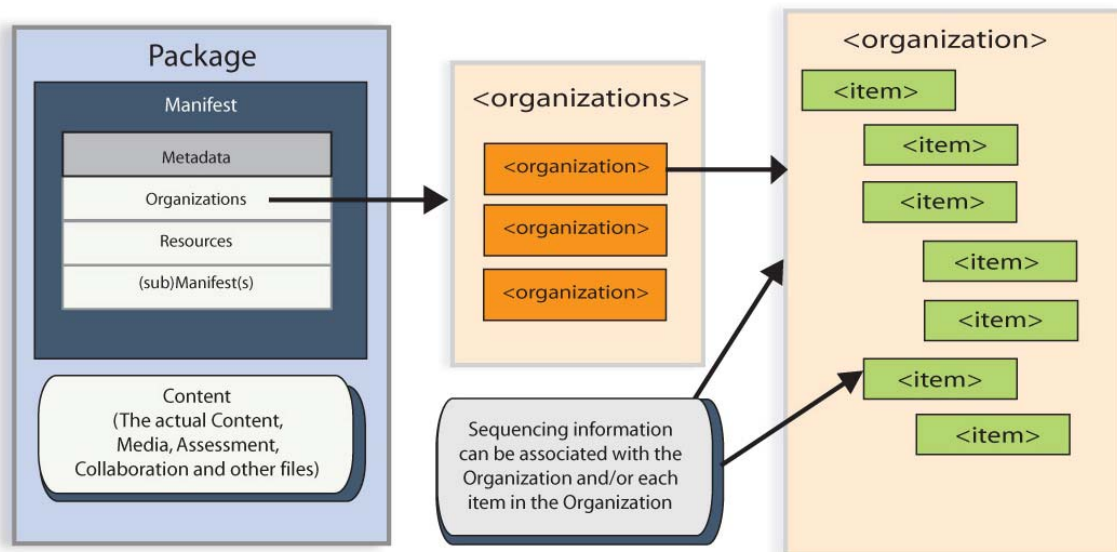 Package
Manifest
Metadata
Organizations
Resources
(sub)Manifest(s)
Content
(The actual Content,
Media, Assessment,
Collaboration and other files)
<organizations>
<organization>
<organization>
<organization>
Sequencing information
can be associated with the
Organization and/or each
item in the Organization
<organization>
<item>
<item>
<item>
<item>
<item>
<item>
<item>